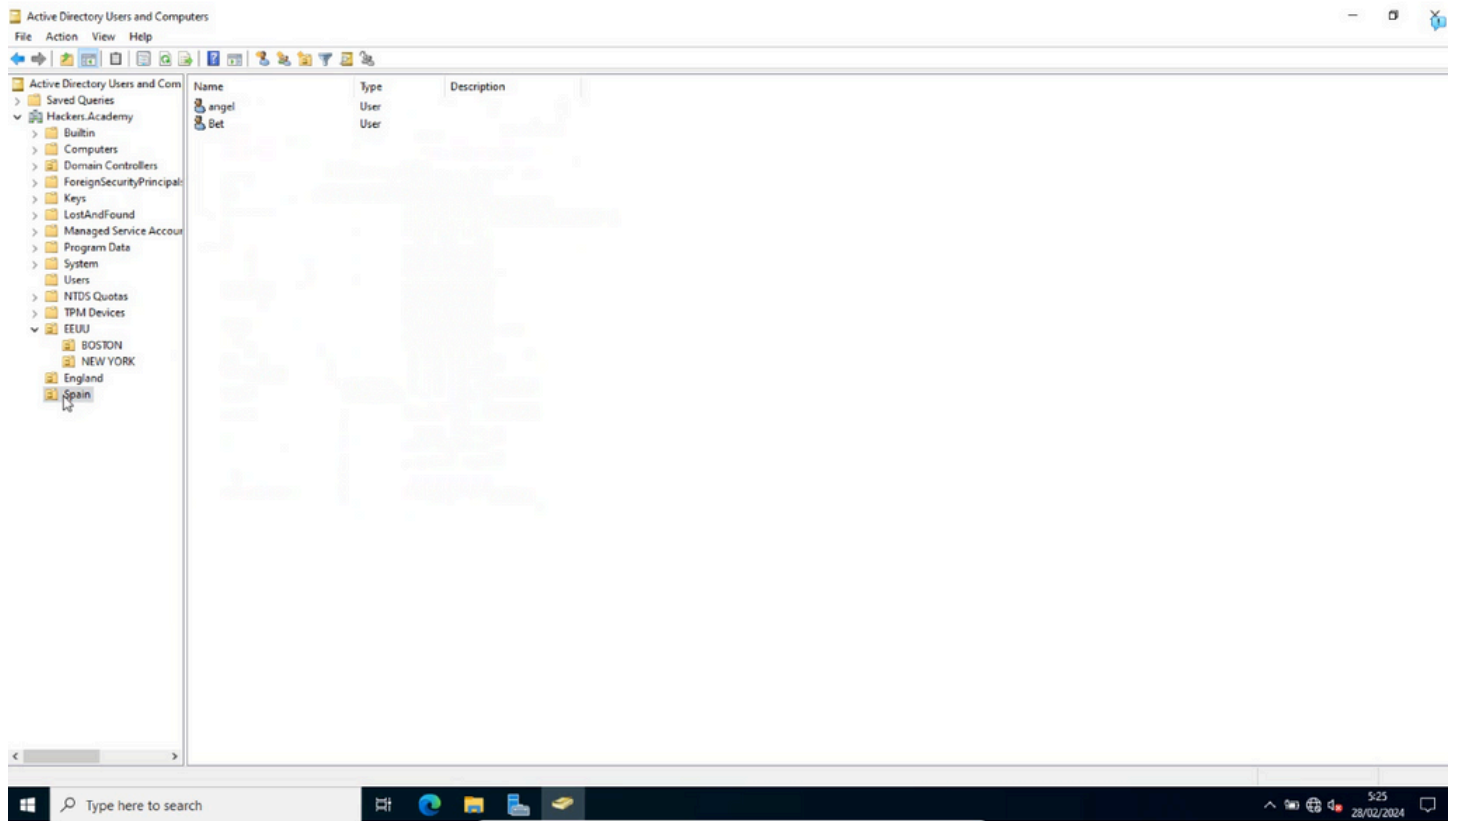 Active Directory Users and Computers
File Action View Help
Active Directory Users and Com
Name Type Description
Saved Queries
angel User
Hackers.Academy
Bet User
Builtin
Computers
Domain Controllers
ForeignSecurityPrincipals
Keys
LostAndFound
Managed Service Accour
Program Data
System
Users
NTDS Quotas
TPM Devices
EEUU
BOSTON
NEW YORK
England
Spain
Type here to search
5:25
28/02/2024